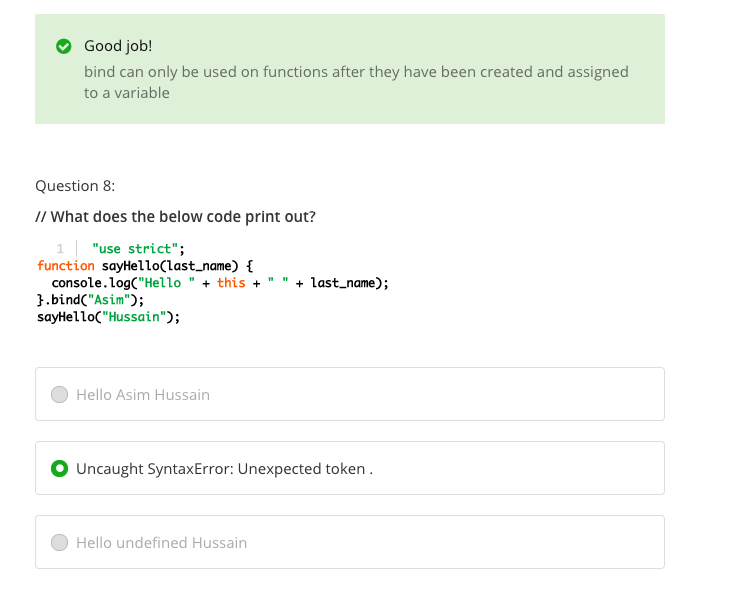 Good job!
bind can only be used on functions after they have been created and assigned
to a variable
Question 8:
// What does the below code print out?
1 "use strict";
function sayHello(last_name) {
  console.log("Hello " + this + " " + last_name);
}.bind("Asim");
sayHello("Hussain");
Hello Asim Hussain
Uncaught SyntaxError: Unexpected token .
Hello undefined Hussain